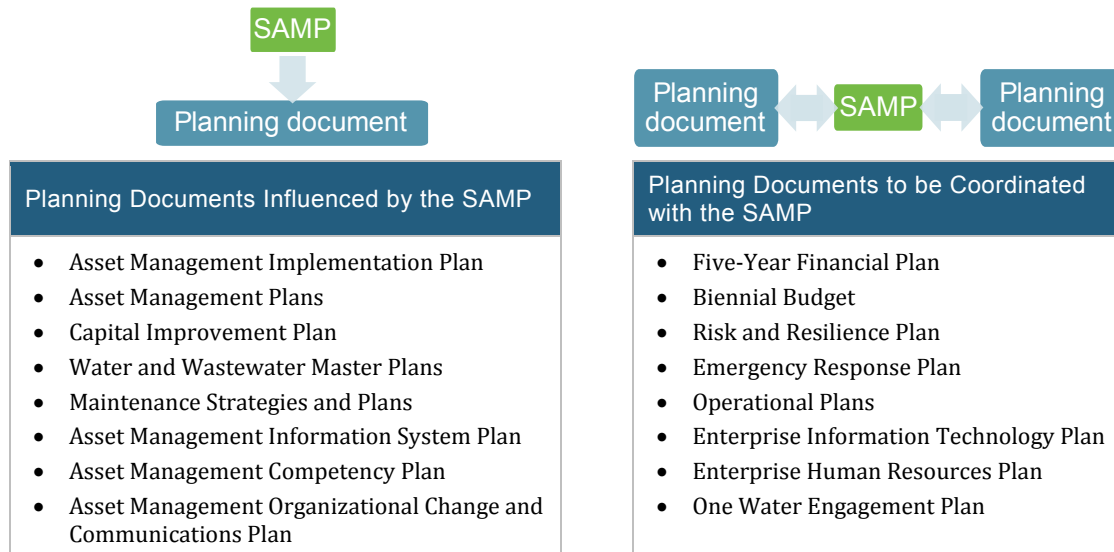 SAMP
Planning document
Planning Documents Influenced by the SAMP
• Asset Management Implementation Plan
• Asset Management Plans
• Capital Improvement Plan
• Water and Wastewater Master Plans
• Maintenance Strategies and Plans
• Asset Management Information System Plan
• Asset Management Competency Plan
• Asset Management Organizational Change and
Communications Plan
Planning
document
SAMP
Planning
document
Planning Documents to be Coordinated
with the SAMP
• Five-Year Financial Plan
• Biennial Budget
• Risk and Resilience Plan
• Emergency Response Plan
• Operational Plans
• Enterprise Information Technology Plan
• Enterprise Human Resources Plan
• One Water Engagement Plan